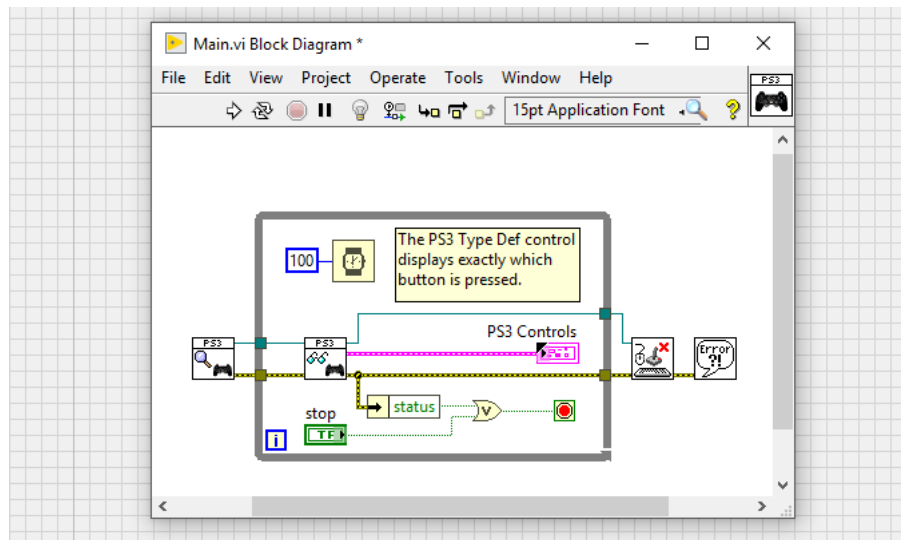 Main.vi Block Diagram *
File Edit View Project Operate Tools Window Help
PS3
15pt Application Font
?
100
The PS3 Type Def control
displays exactly which
button is pressed.
PS3 Controls
PS3
PS3
Error
?!
status
V
stop
TF
i